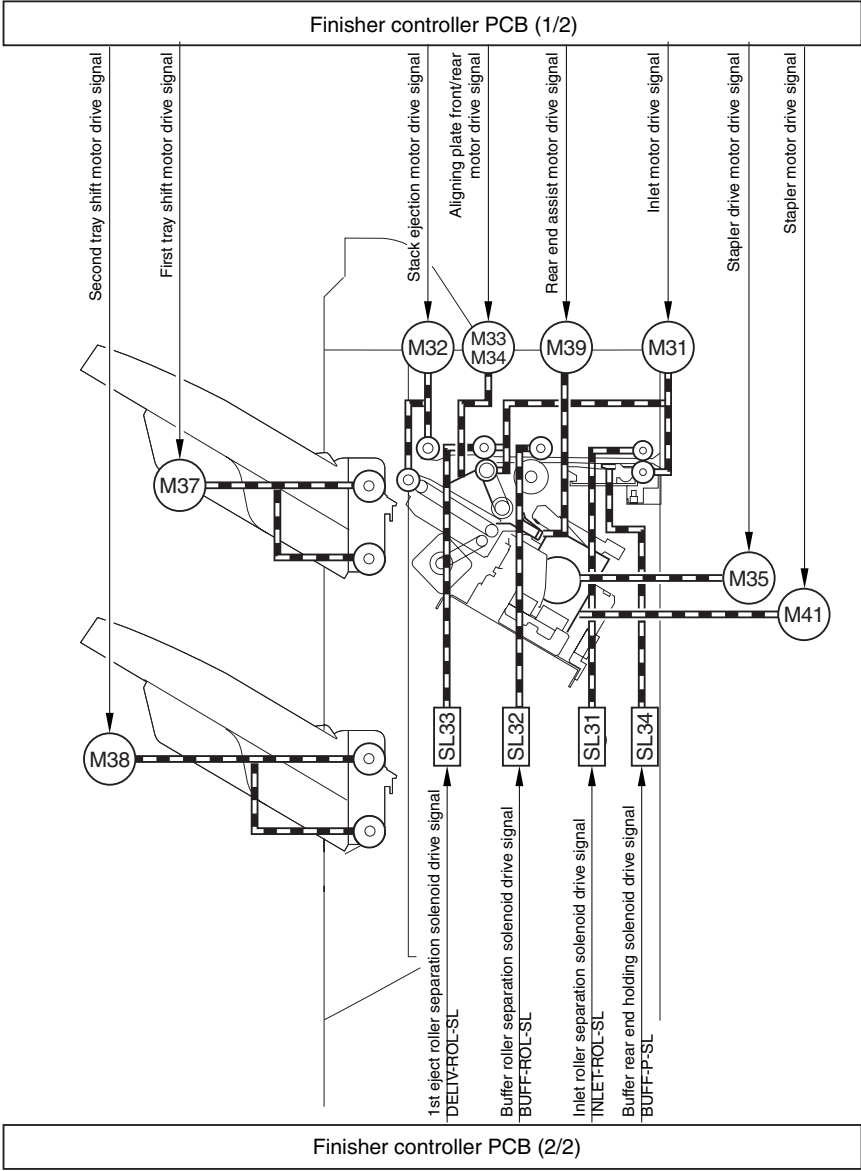 Finisher controller PCB (1/2)
Second tray shift motor drive signal
First tray shift motor drive signal
Stack ejection motor drive signal
Aligning plate front/rear
motor drive signal
Rear end assist motor drive signal
Inlet motor drive signal
Stapler drive motor drive signal
Stapler motor drive signal
M32
M33
M34
M39
M31
M37
M35
M41
M38
SL33
SL32
SL31
SL34
1st eject roller separation solenoid drive signal
DELIV-ROL-SL
Buffer roller separation solenoid drive signal
BUFF-ROL-SL
Inlet roller separation solenoid drive signal
INLET-ROL-SL
Buffer rear end holding solenoid drive signal
BUFF-P-SL
Finisher controller PCB (2/2)